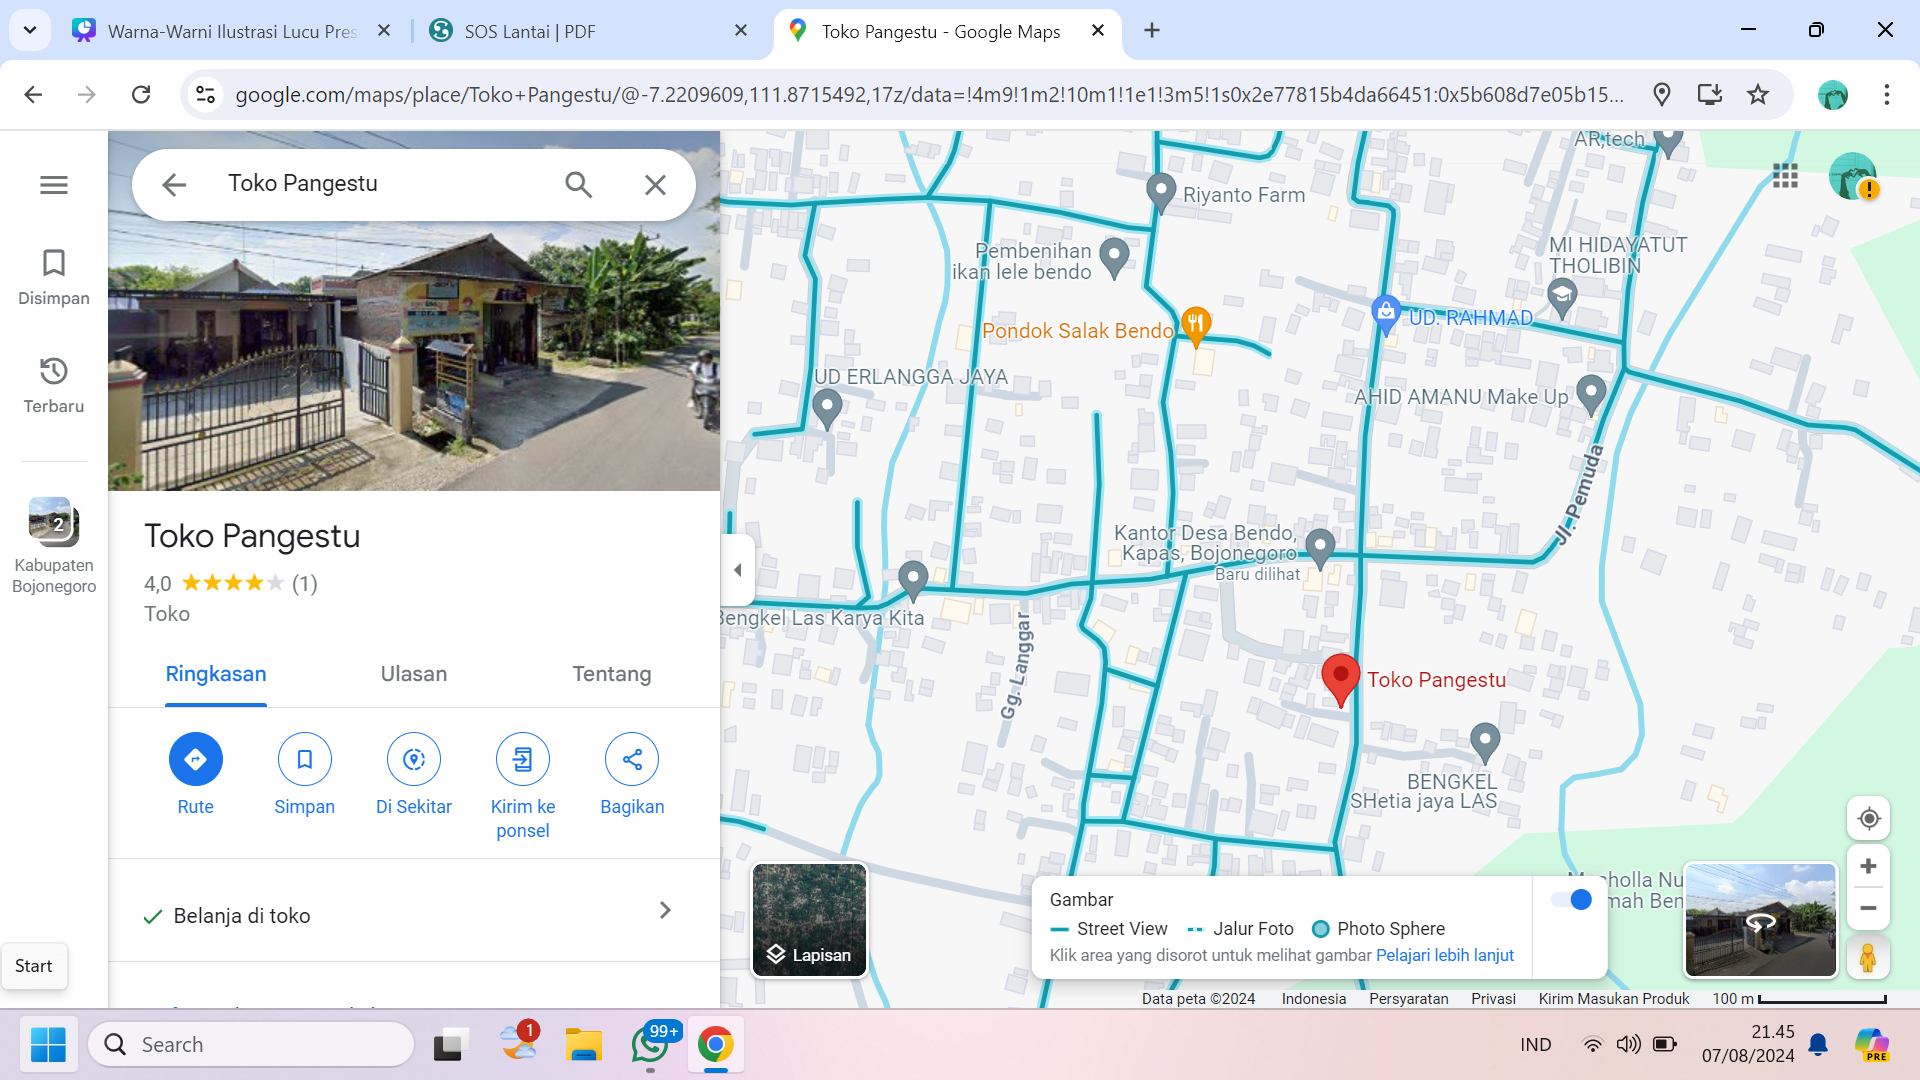 Warna-Warni Ilustrasi Lucu Pres
SOS Lantai | PDF
Toko Pangestu - Google Maps
google.com/maps/place/Toko+Pangestu/@-7.2209609,111.8715492,17z/data=!4m9!1m2!10m1!1e1!3m5!1s0x2e77815b4da66451:0x5b608d7e05b15...
Disimpan
Terbaru
2
Kabupaten
Bojonegoro
Start
Toko Pangestu
Toko Pangestu
4,0 (1)
Toko
Ringkasan
Ulasan
Tentang
Rute
Simpan
Di Sekitar
Kirim ke
ponsel
Bagikan
Belanja di toko
AR,tech
Riyanto Farm
Pembenihan
ikan lele bendo
MI HIDAYATUT
THOLIBIN
Pondok Salak Bendo
UD. RAHMAD
UD ERLANGGA JAYA
AHID AMANU Make Up
Jl. Pemuda
Kantor Desa Bendo,
Kapas, Bojonegoro
Baru dilihat
Bengkel Las Karya Kita
Gg. Langgar
Toko Pangestu
BENGKEL
SHetia jaya LAS
Lapisan
Gambar
Street View
Jalur Foto
Photo Sphere
Klik area yang disorot untuk melihat gambar Pelajari lebih lanjut
Data peta ©2024
Indonesia
Persyaratan
Privasi
Kirim Masukan Produk
100 m
Search
1
99+
IND
21.45
07/08/2024
PRE